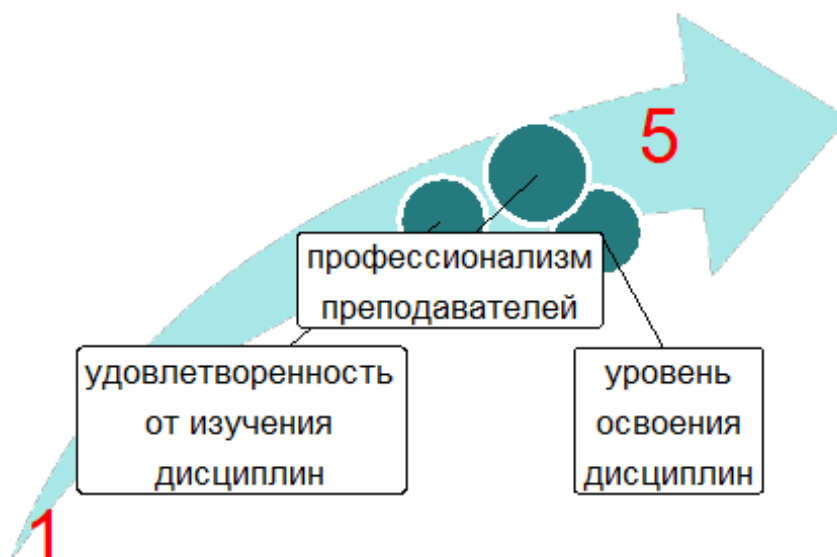 5
профессионализм
преподавателей
удовлетворенность
от изучения
дисциплин
уровень
освоения
дисциплин
1